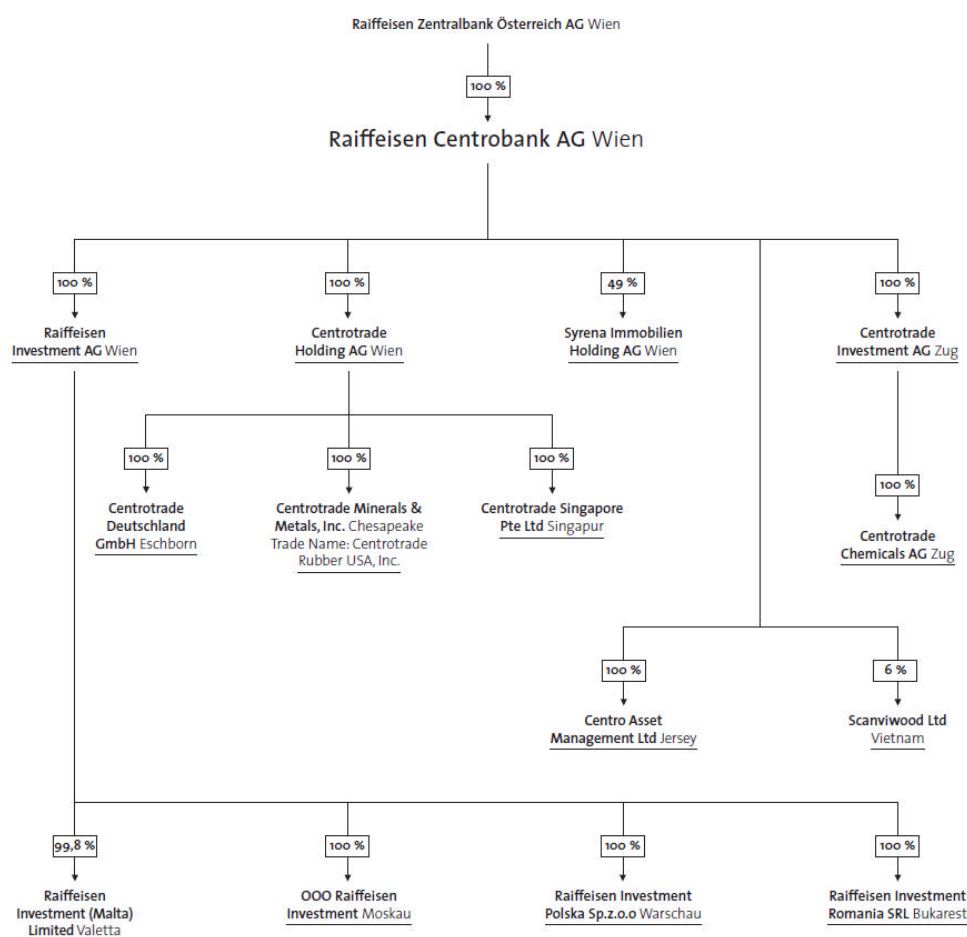 Raiffeisen Zentralbank Österreich AG Wien
100 %
Raiffeisen Centrobank AG Wien
100 %
100 %
49 %
100 %
Raiffeisen
Investment AG Wien
Centrotrade
Holding AG Wien
Syrena Immobilien
Holding AG Wien
Centrotrade
Investment AG Zug
100 %
100 %
100 %
100 %
Centrotrade
Deutschland
GmbH Eschborn
Centrotrade Minerals &
Metals, Inc. Chesapeake
Trade Name: Centrotrade
Rubber USA, Inc.
Centrotrade Singapore
Pte Ltd Singapur
Centrotrade
Chemicals AG Zug
100 %
6 %
Centro Asset
Management Ltd Jersey
Scanviwood Ltd
Vietnam
99,8 %
100 %
100 %
100 %
Raiffeisen
Investment (Malta)
Limited Valetta
OOO Raiffeisen
Investment Moskau
Raiffeisen Investment
Polska Sp.z.o.o Warschau
Raiffeisen Investment
Romania SRL Bukarest